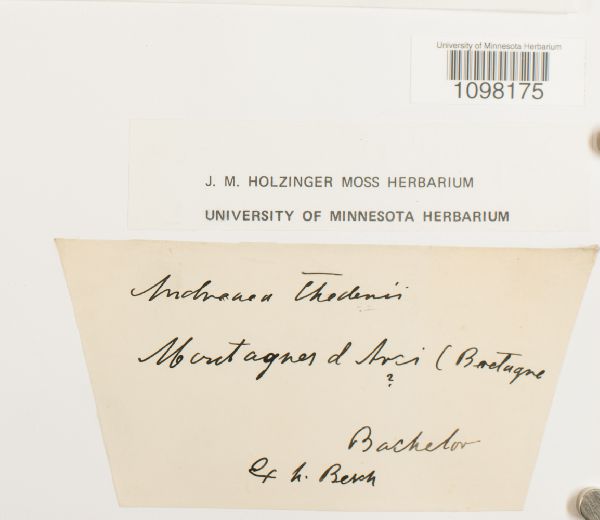 University of Minnesota Herbarium
1098175
J. M. HOLZINGER MOSS HERBARIUM
UNIVERSITY OF MINNESOTA HERBARIUM
Andreaea Thedenii
Montagnes d Arci ( Bretagne
?
Bachelor
Ex h. Besch